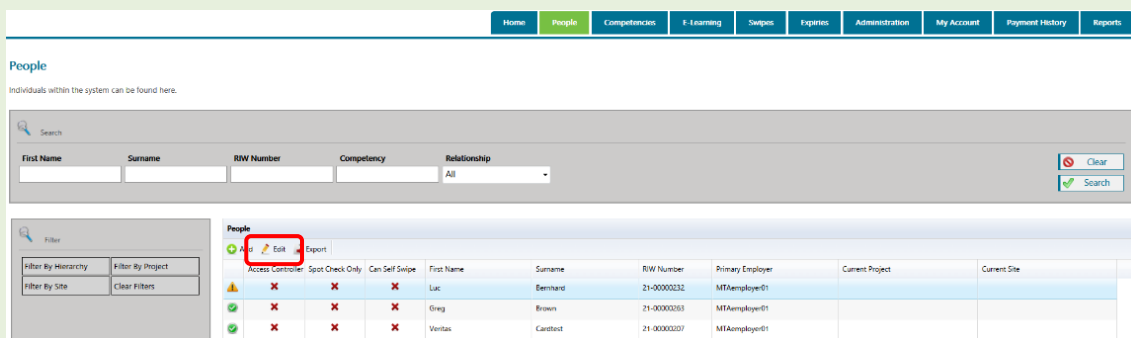 Home People Competencies E-Learning Swipes Expiries Administration My Account Payment History Reports
People
Individuals within the system can be found here.
Search
First Name Surname RIW Number Competency Relationship
All
Clear
Search
Filter
Filter By Hierarchy Filter By Project
Filter By Site Clear Filters
People
Edit Export
Access Controller Spot Check Only Can Self Swipe First Name Surname RIW Number Primary Employer Current Project Current Site
Luc Bernhard 21-00000232 MTAemployer01
Greg Brown 21-00000263 MTAemployer01
Veritas Cardtest 21-00000207 MTAemployer01